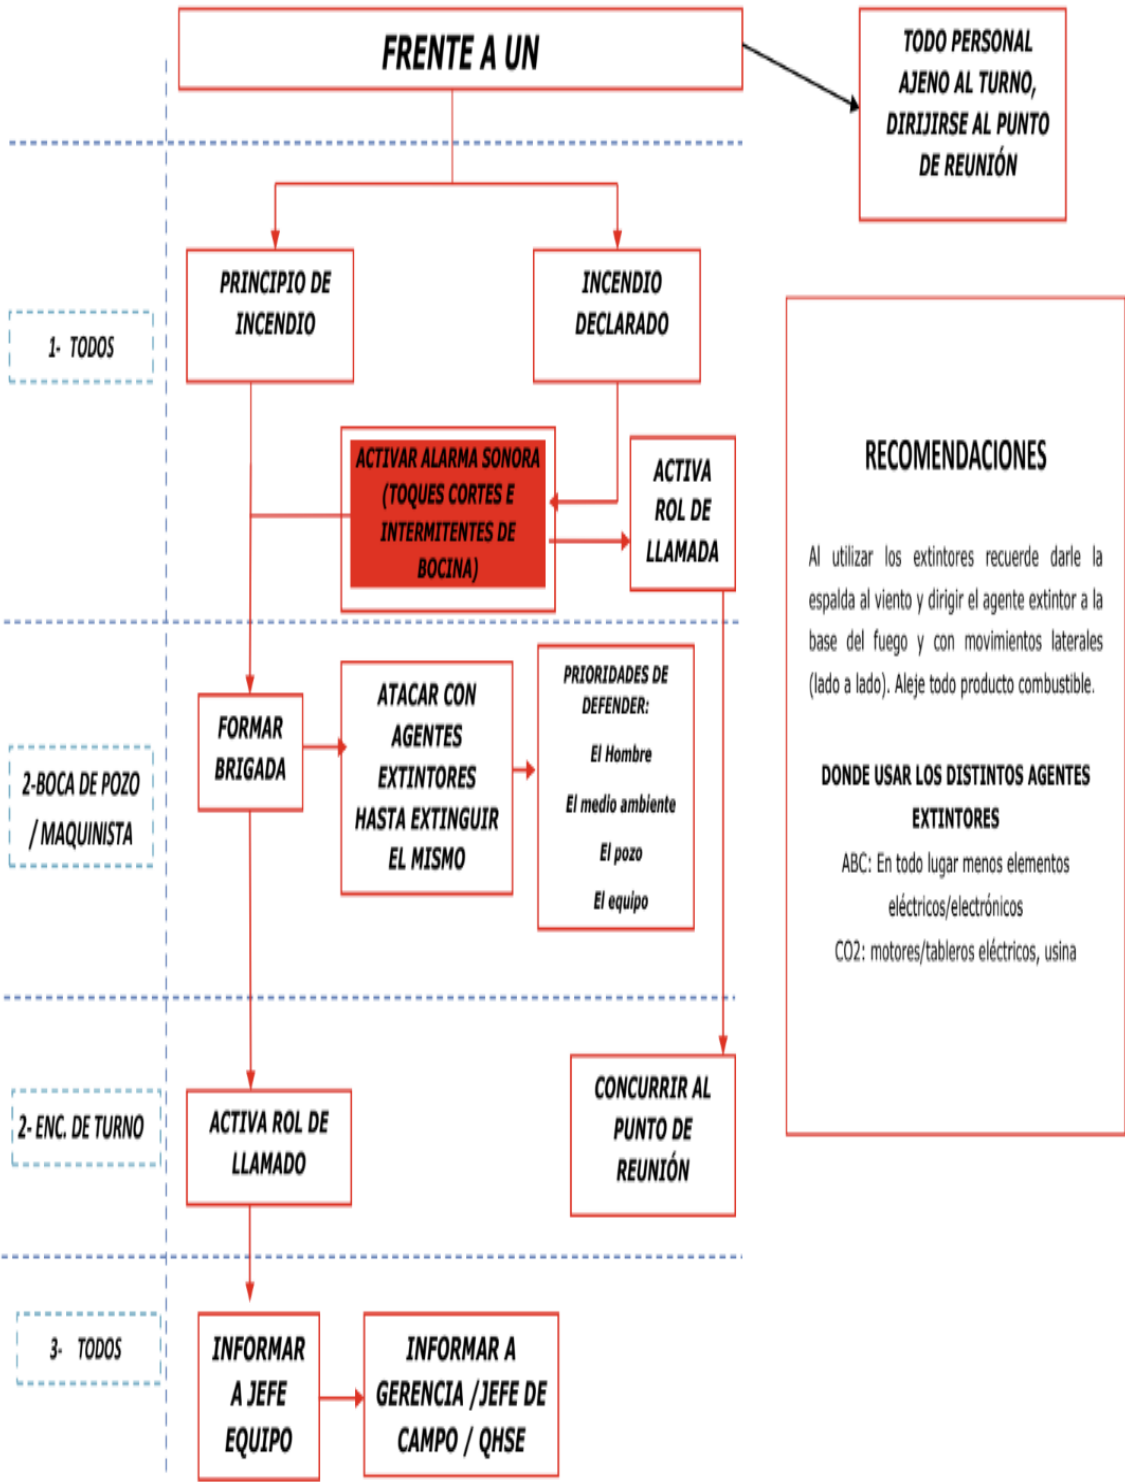 FRENTE A UN
TODO PERSONAL
AJENO AL TURNO,
DIRIJIRSE AL PUNTO
DE REUNIÓN
1- TODOS
PRINCIPIO DE
INCENDIO
INCENDIO
DECLARADO
ACTIVAR ALARMA SONORA
(TOQUES CORTES E
INTERMITENTES DE
BOCINA)
ACTIVA
ROL DE
LLAMADA
2-BOCA DE POZO
/ MAQUINISTA
FORMAR
BRIGADA
ATACAR CON
AGENTES
EXTINTORES
HASTA EXTINGUIR
EL MISMO
PRIORIDADES DE
DEFENDER:
El Hombre
El medio ambiente
El pozo
El equipo
2- ENC. DE TURNO
ACTIVA ROL DE
LLAMADO
CONCURRIR AL
PUNTO DE
REUNIÓN
3- TODOS
INFORMAR
A JEFE
EQUIPO
INFORMAR A
GERENCIA /JEFE DE
CAMPO / QHSE
RECOMENDACIONES
Al utilizar los extintores recuerde darle la
espalda al viento y dirigir el agente extintor a la
base del fuego y con movimientos laterales
(lado a lado). Aleje todo producto combustible.
DONDE USAR LOS DISTINTOS AGENTES
EXTINTORES
ABC: En todo lugar menos elementos
eléctricos/electrónicos
CO2: motores/tableros eléctricos, usina